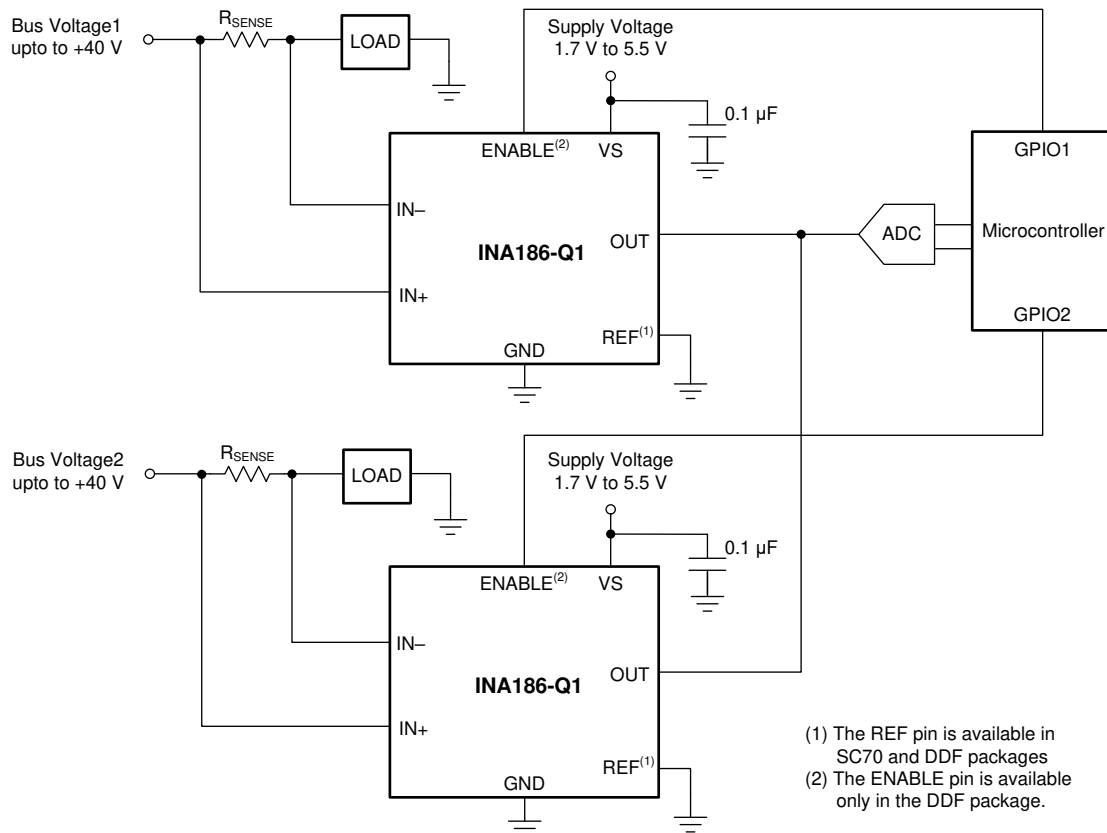 Bus Voltage1
upto to +40 V
RSENSE
LOAD
Supply Voltage
1.7 V to 5.5 V
0.1 µF
ENABLE(2)
VS
GPIO1
IN–
OUT
ADC
Microcontroller
INA186-Q1
IN+
GPIO2
REF(1)
GND
Bus Voltage2
upto to +40 V
RSENSE
LOAD
Supply Voltage
1.7 V to 5.5 V
0.1 µF
ENABLE(2)
VS
IN–
OUT
INA186-Q1
IN+
REF(1)
GND
(1) The REF pin is available in
SC70 and DDF packages
(2) The ENABLE pin is available
only in the DDF package.